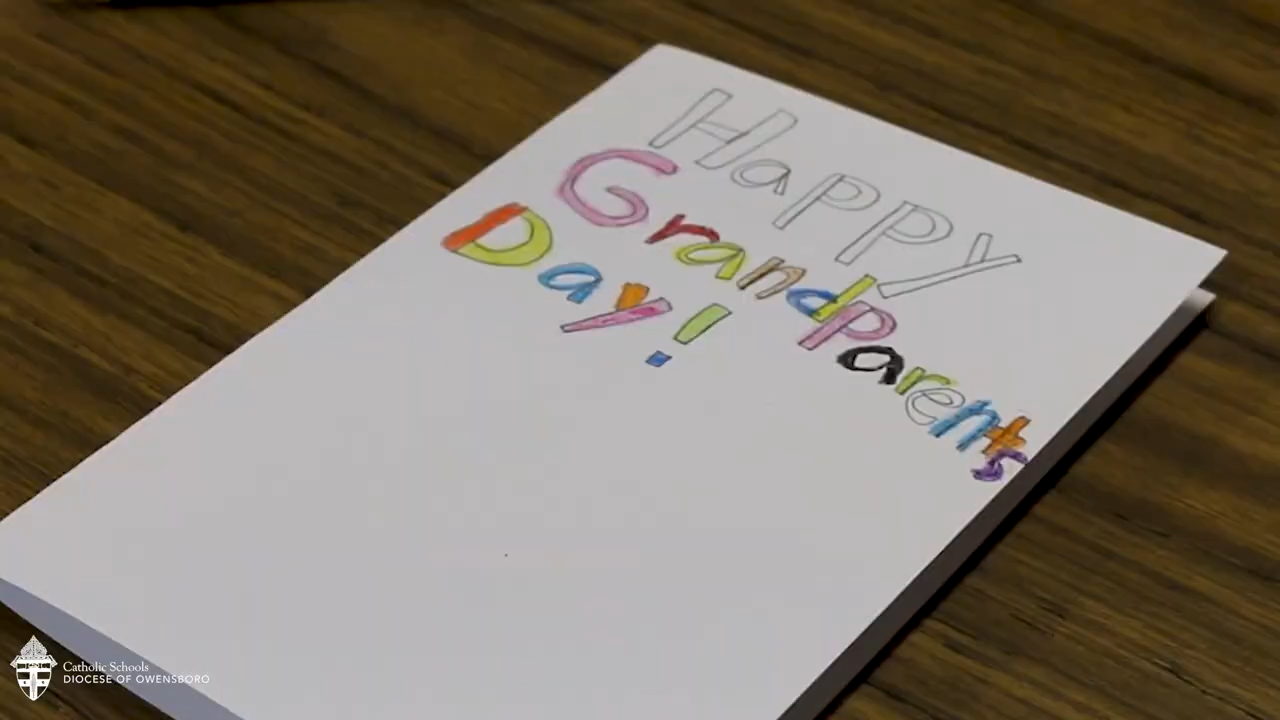 Happy
GrandParents
Day!
Catholic Schools
DIOCESE OF OWENSBORO